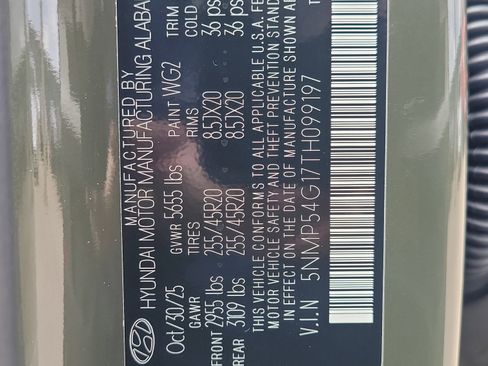 MANUFACTURED BY
HYUNDAI MOTOR MANUFACTURING ALABA
Oct/30/25 GVWR 5655 lbs PAINT WG2 TRIM
GAWR TIRES RIMS COLD
FRONT 2955 lbs 255/45R20 8.5JX20 36 ps
REAR 3109 lbs 255/45R20 8.5JX20 36 ps
THIS VEHICLE CONFORMS TO ALL APPLICABLE U.S.A. FE
MOTOR VEHICLE SAFETY AND THEFT PREVENTION STANDA
IN EFFECT ON THE DATE OF MANUFACTURE SHOWN ABO
V.I.N 5NMP54G17TH099197